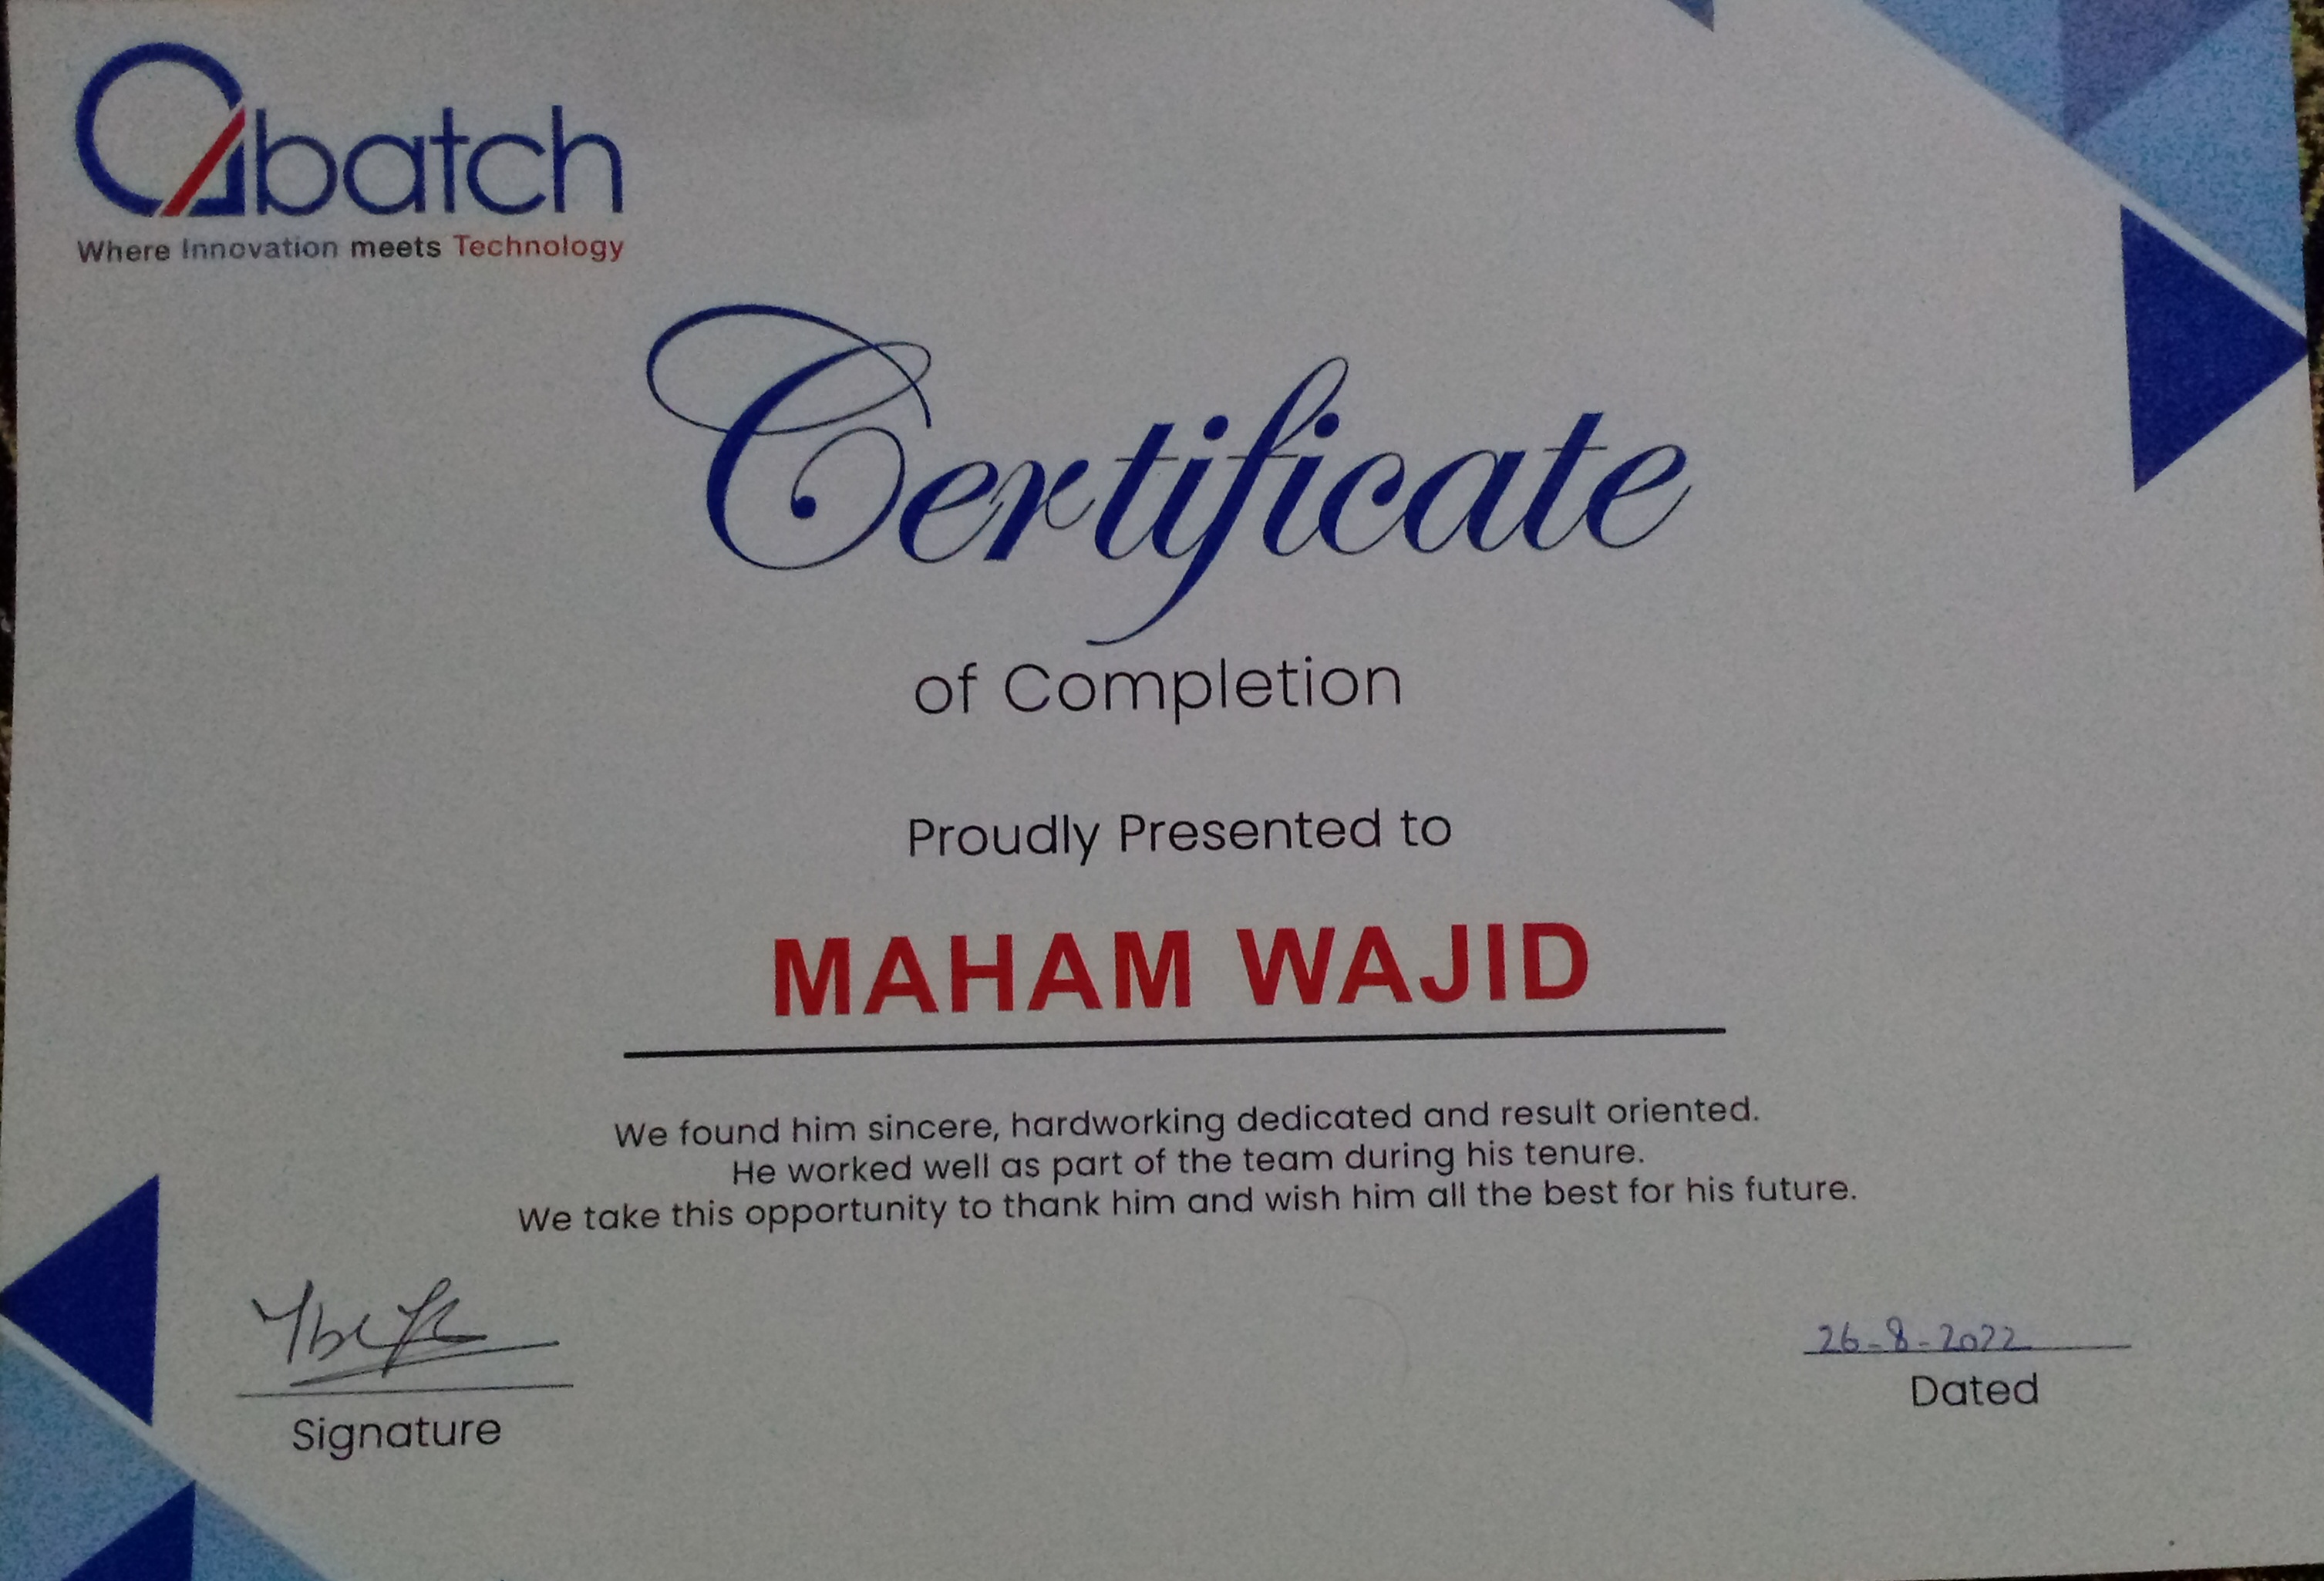 Qbatch
Where Innovation meets Technology
Certificate
of Completion
Proudly Presented to
MAHAM WAJID
We found him sincere, hardworking dedicated and result oriented.
He worked well as part of the team during his tenure.
We take this opportunity to thank him and wish him all the best for his future.
26-8-2022
Signature
Dated